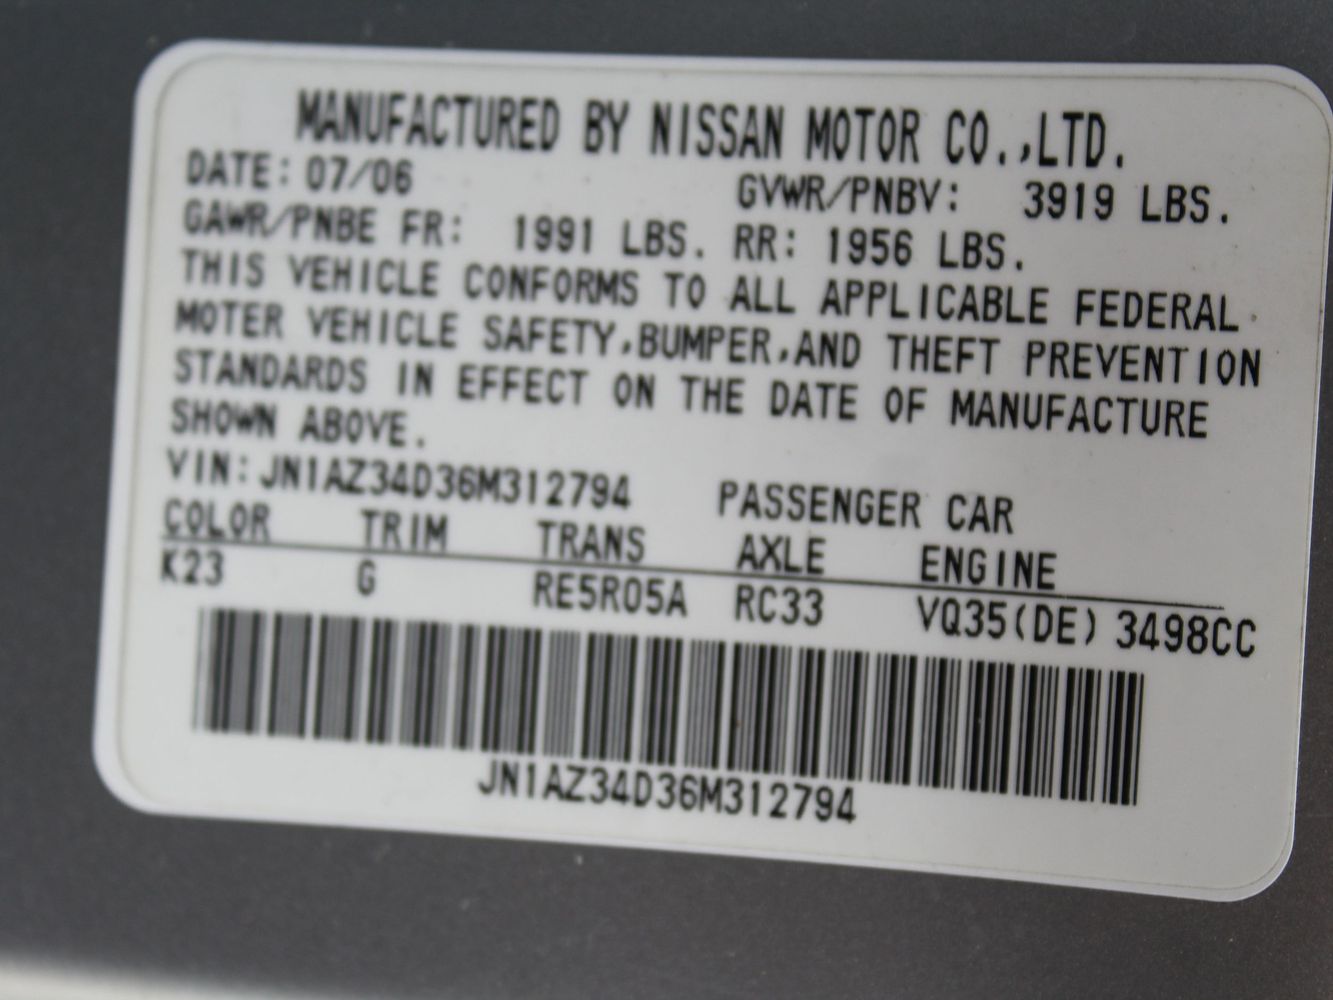 MANUFACTURED BY NISSAN MOTOR CO.,LTD.
DATE: 07/06 GVWR/PNBV: 3919 LBS.
GAWR/PNBE FR: 1991 LBS. RR: 1956 LBS.
THIS VEHICLE CONFORMS TO ALL APPLICABLE FEDERAL
MOTER VEHICLE SAFETY,BUMPER,AND THEFT PREVENTION
STANDARDS IN EFFECT ON THE DATE OF MANUFACTURE
SHOWN ABOVE.
VIN: JN1AZ34D36M312794 PASSENGER CAR
COLOR TRIM TRANS AXLE ENGINE
K23 G RE5R05A RC33 VQ35(DE) 3498CC
JN1AZ34D36M312794